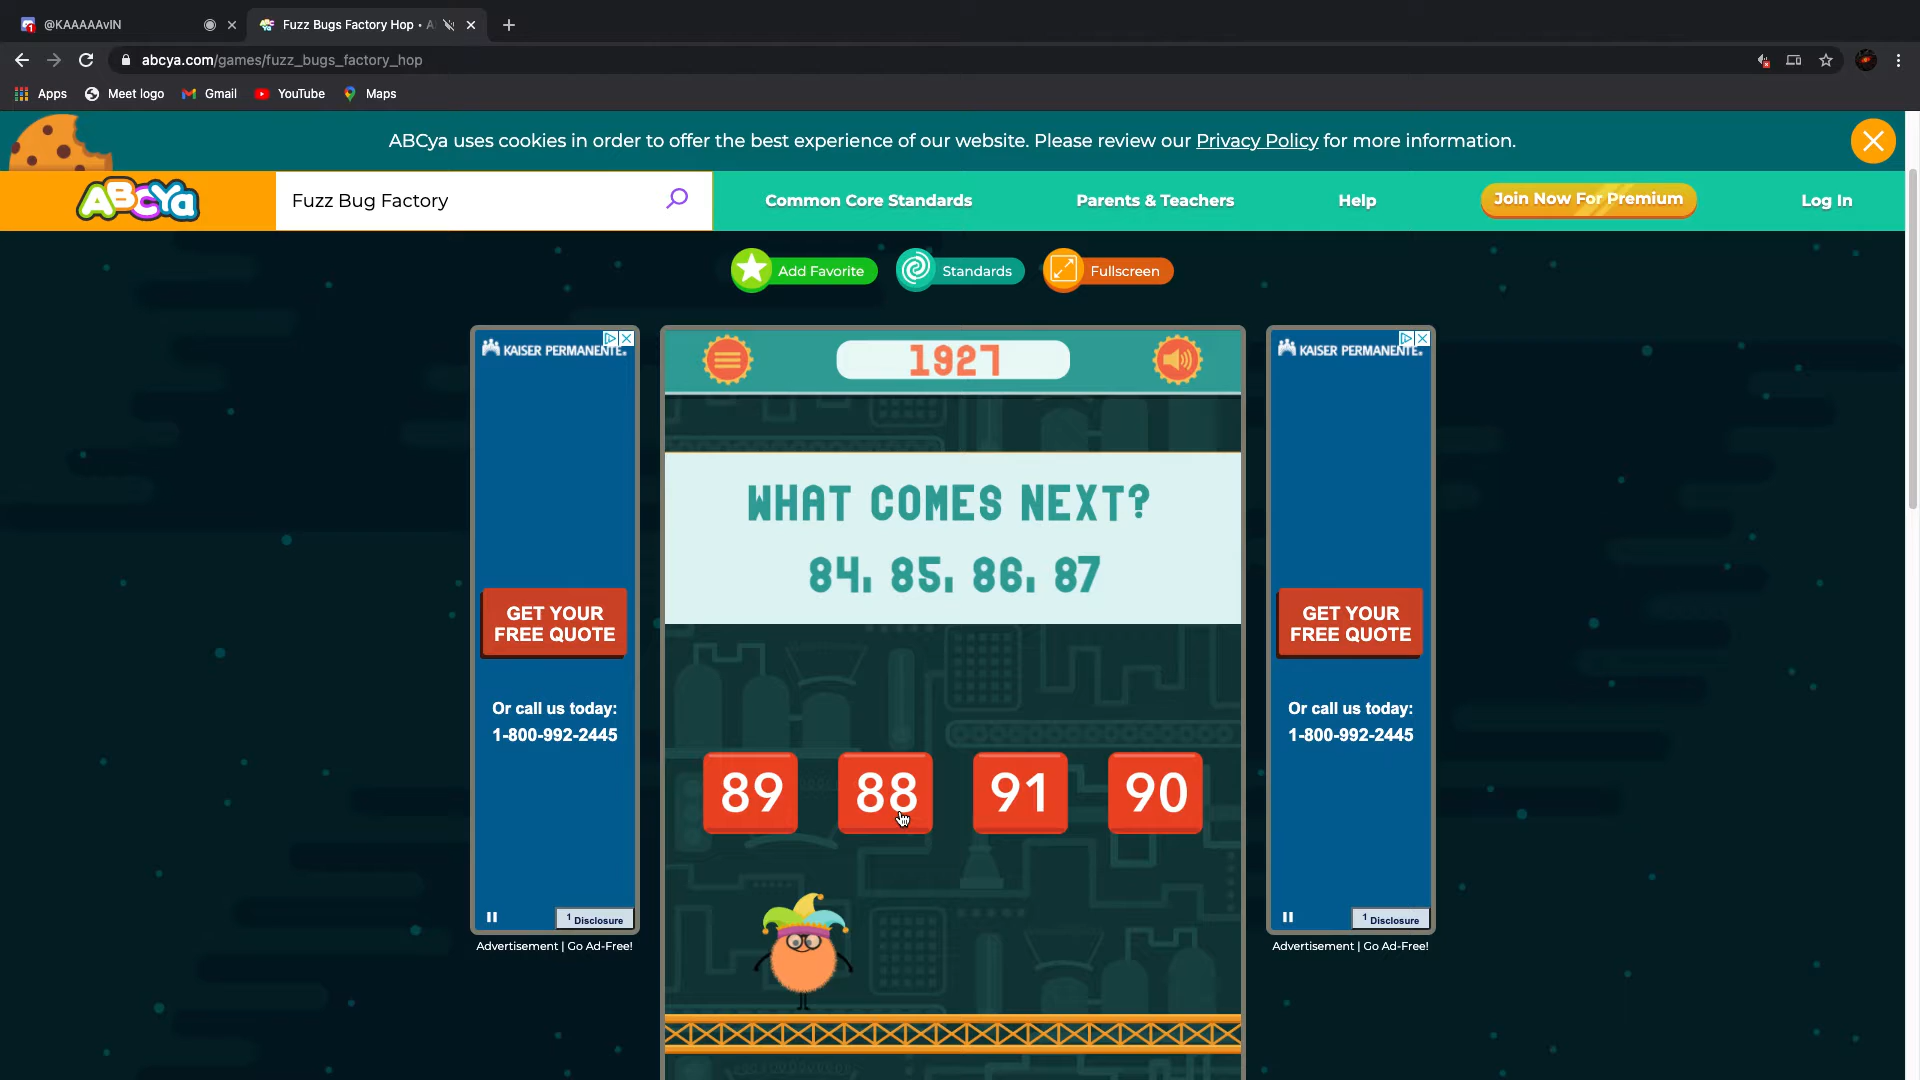 @KAAAAAvIN
Fuzz Bugs Factory Hop • A
abcya.com/games/fuzz_bugs_factory_hop
Apps
Meet logo
Gmail
YouTube
Maps
ABCya uses cookies in order to offer the best experience of our website. Please review our Privacy Policy for more information.
ABCYa
Fuzz Bug Factory
Common Core Standards
Parents & Teachers
Help
Join Now For Premium
Log In
Add Favorite
Standards
Fullscreen
KAISER PERMANENTE.
GET YOUR
FREE QUOTE
Or call us today:
1-800-992-2445
1 Disclosure
Advertisement | Go Ad-Free!
1927
WHAT COMES NEXT?
84, 85, 86, 87
89
88
91
90
KAISER PERMANENTE.
GET YOUR
FREE QUOTE
Or call us today:
1-800-992-2445
1 Disclosure
Advertisement | Go Ad-Free!